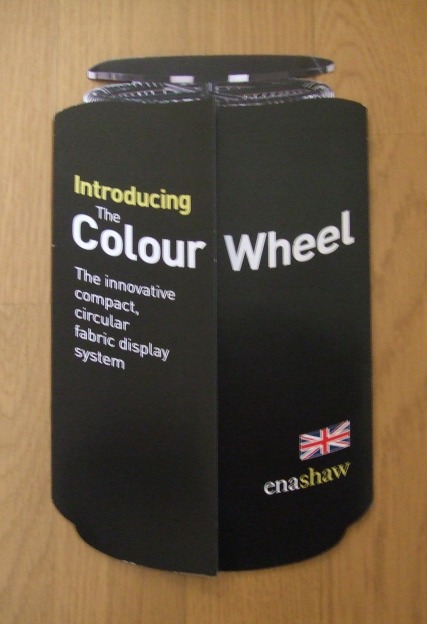 Introducing
The
Colour Wheel
The innovative
compact,
circular
fabric display
system
enashaw